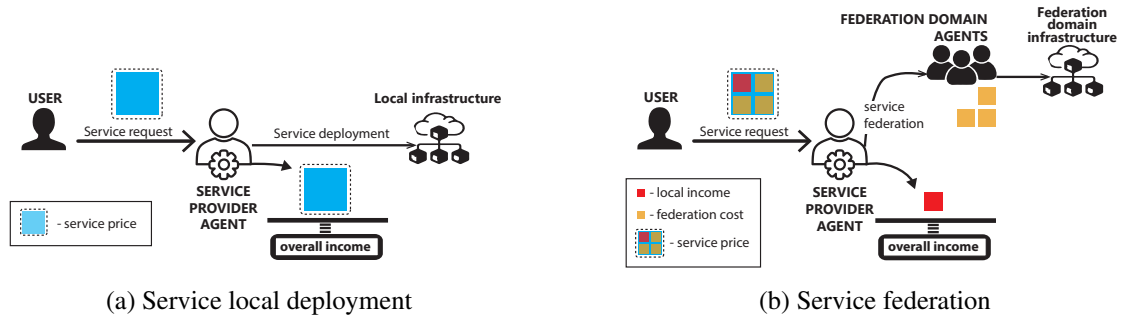 USER
Service request
Service deployment
Local infrastructure
SERVICE
PROVIDER
AGENT
- service price
overall income
(a) Service local deployment
FEDERATION DOMAIN
AGENTS
Federation
domain
infrastructure
USER
Service request
service
federation
- local income
- federation cost
- service price
SERVICE
PROVIDER
AGENT
overall income
(b) Service federation